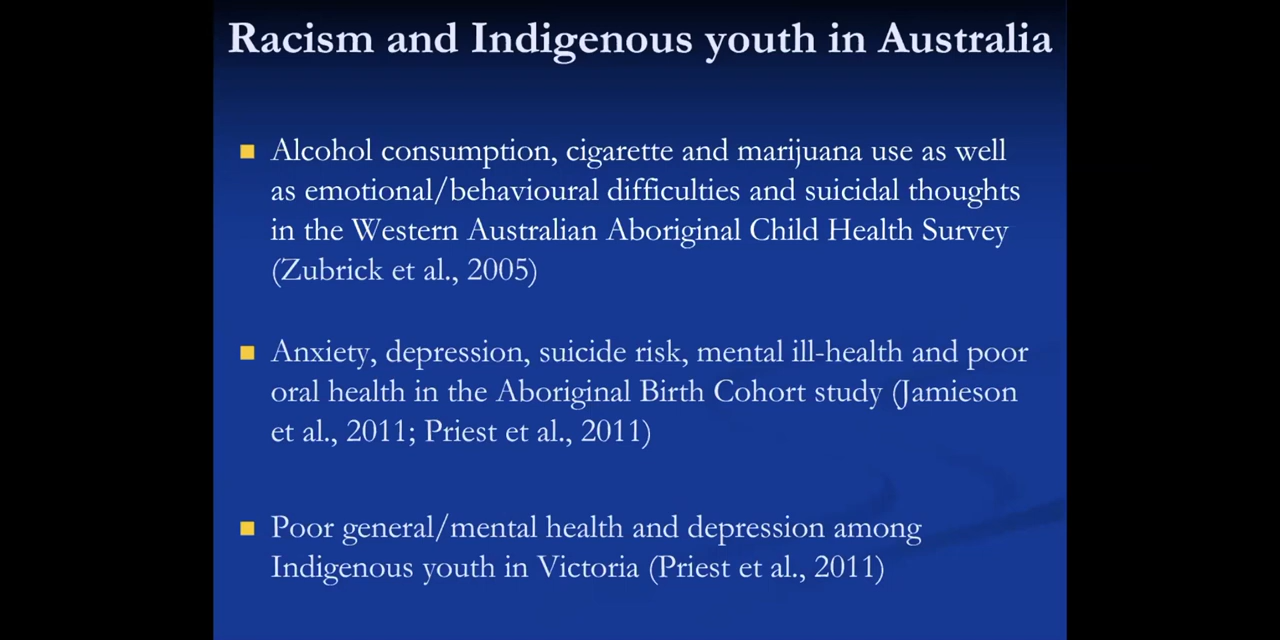 Racism and Indigenous youth in Australia
Alcohol consumption, cigarette and marijuana use as well
as emotional/behavioural difficulties and suicidal thoughts
in the Western Australian Aboriginal Child Health Survey
(Zubrick et al., 2005)
Anxiety, depression, suicide risk, mental ill-health and poor
oral health in the Aboriginal Birth Cohort study (Jamieson
et al., 2011; Priest et al., 2011)
Poor general/mental health and depression among
Indigenous youth in Victoria (Priest et al., 2011)